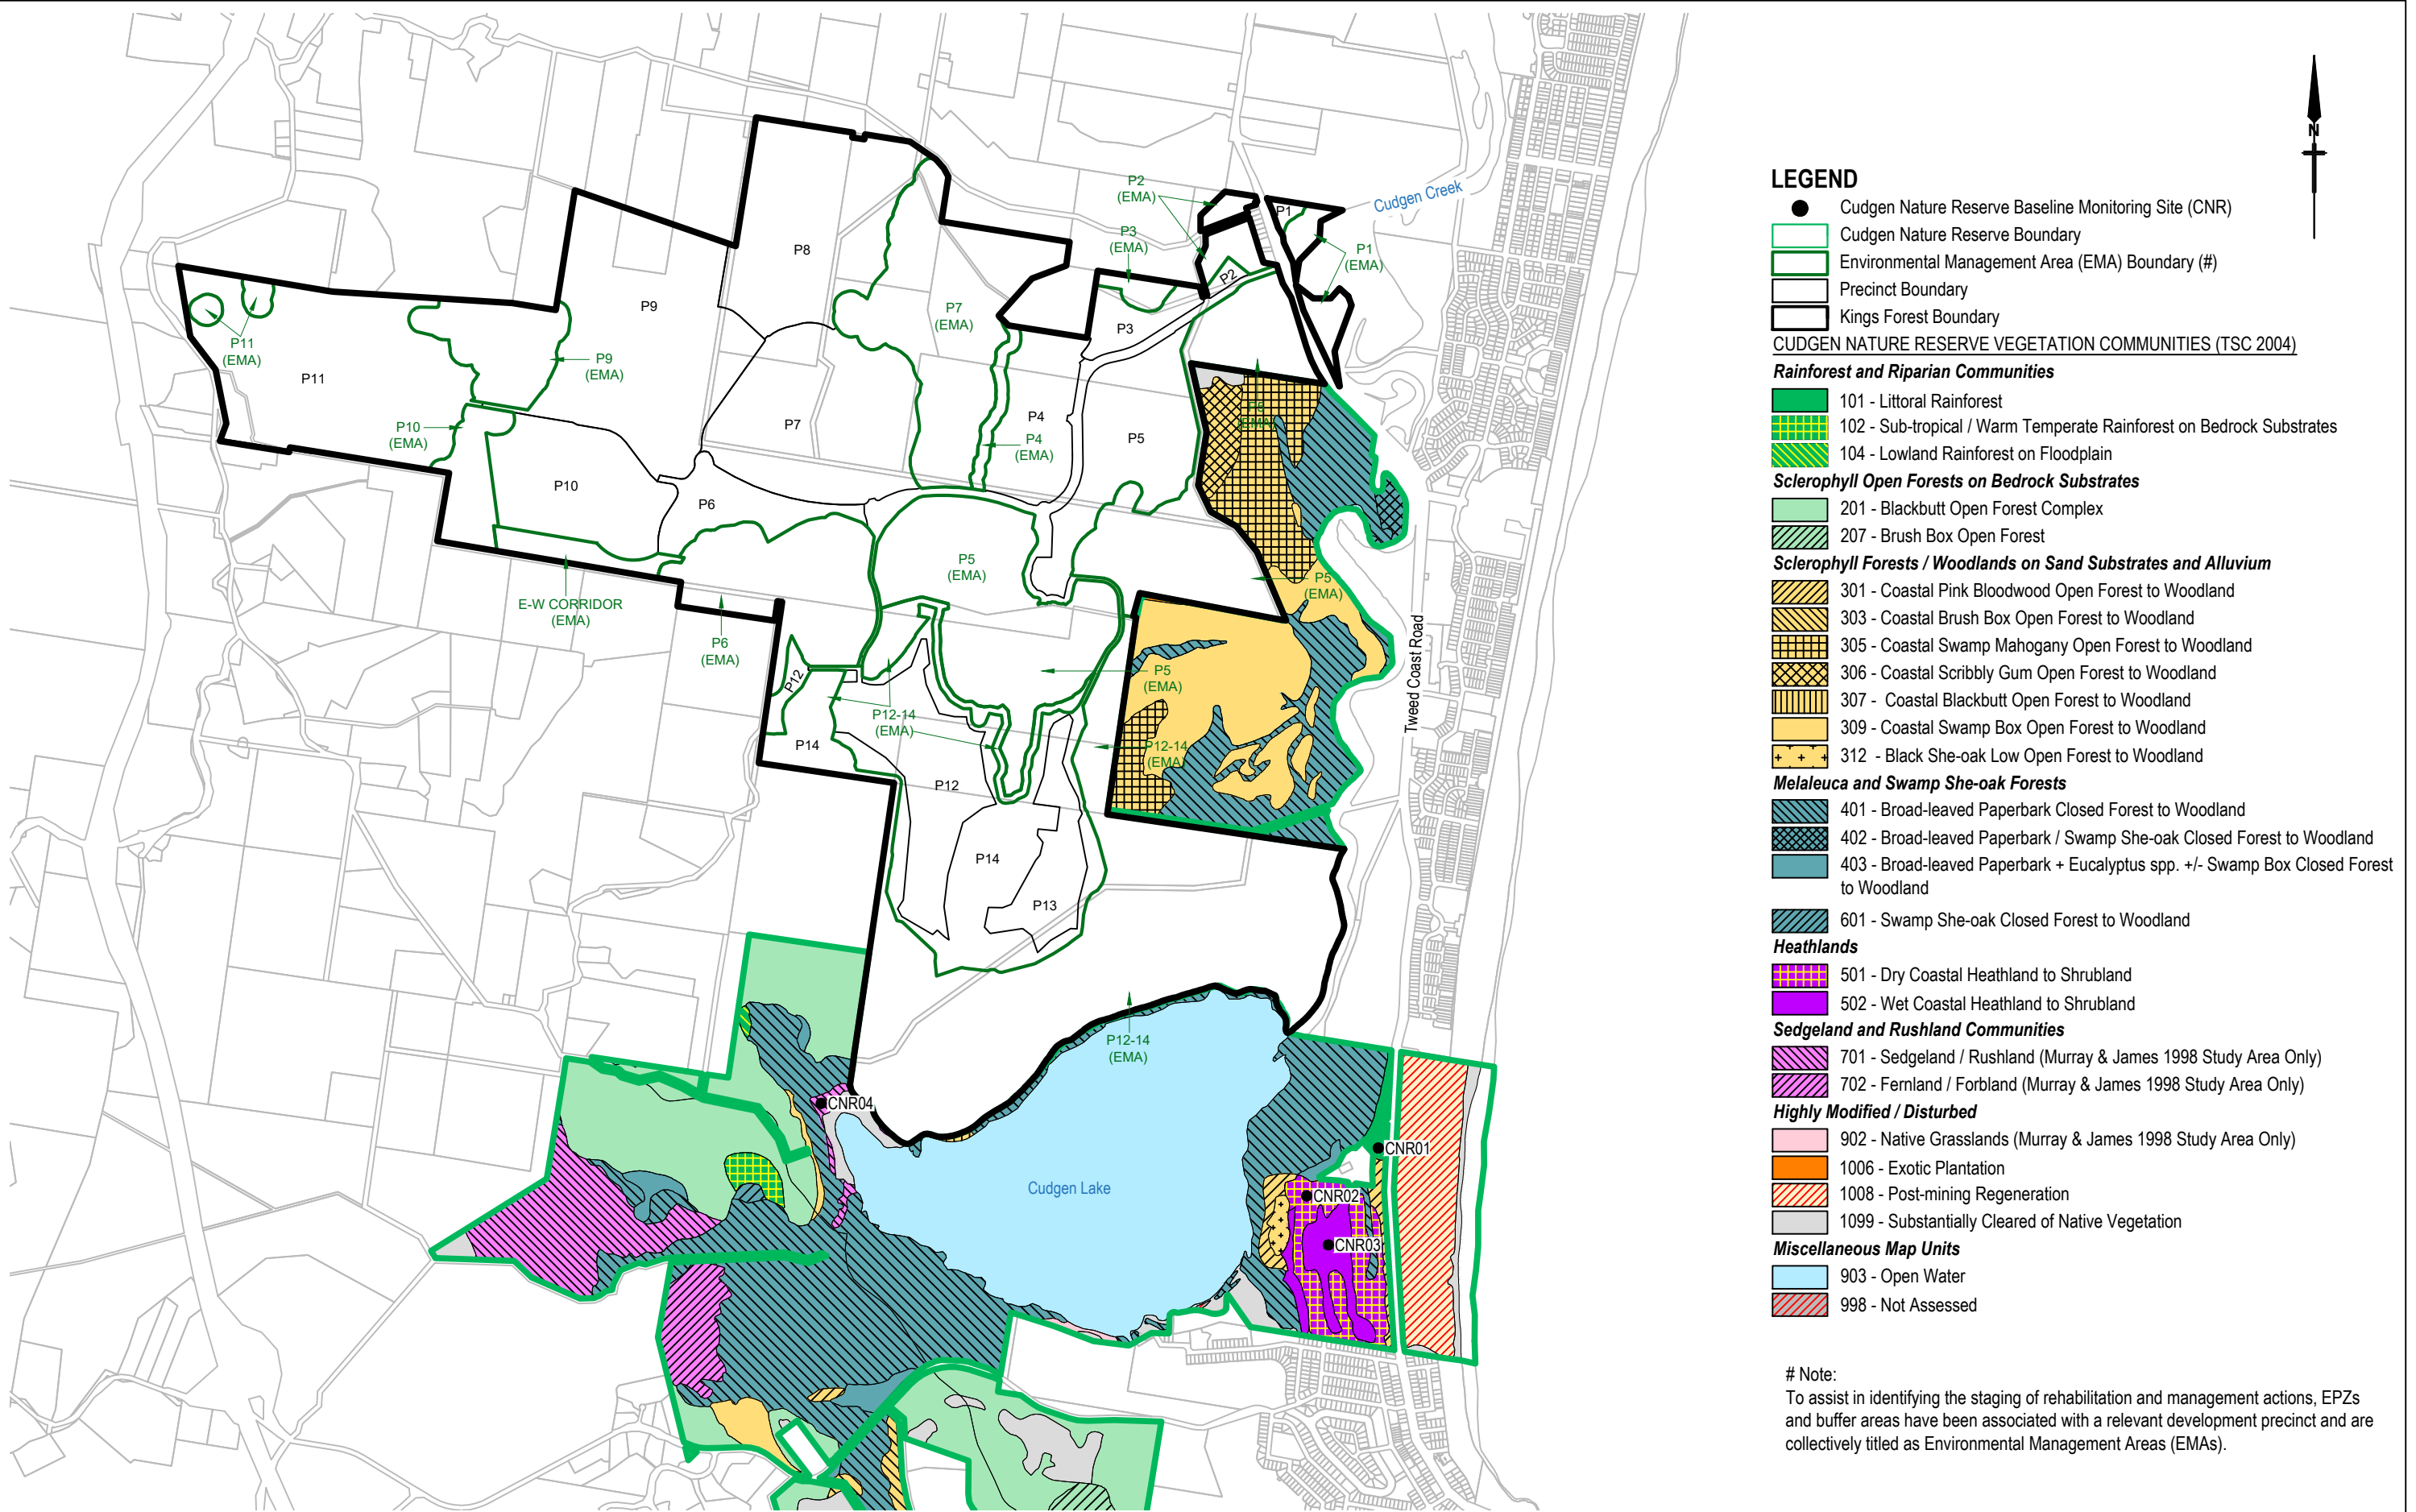 P2
(EMA)
P1
Cudgen Creek
P3
(EMA)
P1
(EMA)
P8
P2
P9
P7
(EMA)
P3
P11
(EMA)
P9
(EMA)
P11
P5
(EMA)
P4
P10
(EMA)
P7
P4
(EMA)
P5
P10
P6
P5
(EMA)
P5
(EMA)
E-W CORRIDOR
(EMA)
P6
(EMA)
P12
P5
(EMA)
P12-14
(EMA)
P14
P12-14
(EMA)
P12
P14
P13
Tweed Coast Road
P12-14
(EMA)
CNR04
CNR01
Cudgen Lake
CNR02
CNR03
N
LEGEND
Cudgen Nature Reserve Baseline Monitoring Site (CNR)
Cudgen Nature Reserve Boundary
Environmental Management Area (EMA) Boundary (#)
Precinct Boundary
Kings Forest Boundary
CUDGEN NATURE RESERVE VEGETATION COMMUNITIES (TSC 2004)
Rainforest and Riparian Communities
101 - Littoral Rainforest
102 - Sub-tropical / Warm Temperate Rainforest on Bedrock Substrates
104 - Lowland Rainforest on Floodplain
Sclerophyll Open Forests on Bedrock Substrates
201 - Blackbutt Open Forest Complex
207 - Brush Box Open Forest
Sclerophyll Forests / Woodlands on Sand Substrates and Alluvium
301 - Coastal Pink Bloodwood Open Forest to Woodland
303 - Coastal Brush Box Open Forest to Woodland
305 - Coastal Swamp Mahogany Open Forest to Woodland
306 - Coastal Scribbly Gum Open Forest to Woodland
307 - Coastal Blackbutt Open Forest to Woodland
309 - Coastal Swamp Box Open Forest to Woodland
312 - Black She-oak Low Open Forest to Woodland
Melaleuca and Swamp She-oak Forests
401 - Broad-leaved Paperbark Closed Forest to Woodland
402 - Broad-leaved Paperbark / Swamp She-oak Closed Forest to Woodland
403 - Broad-leaved Paperbark + Eucalyptus spp. +/- Swamp Box Closed Forest
to Woodland
601 - Swamp She-oak Closed Forest to Woodland
Heathlands
501 - Dry Coastal Heathland to Shrubland
502 - Wet Coastal Heathland to Shrubland
Sedgeland and Rushland Communities
701 - Sedgeland / Rushland (Murray & James 1998 Study Area Only)
702 - Fernland / Forbland (Murray & James 1998 Study Area Only)
Highly Modified / Disturbed
902 - Native Grasslands (Murray & James 1998 Study Area Only)
1006 - Exotic Plantation
1008 - Post-mining Regeneration
1099 - Substantially Cleared of Native Vegetation
Miscellaneous Map Units
903 - Open Water
998 - Not Assessed
# Note:
To assist in identifying the staging of rehabilitation and management actions, EPZs
and buffer areas have been associated with a relevant development precinct and are
collectively titled as Environmental Management Areas (EMAs).